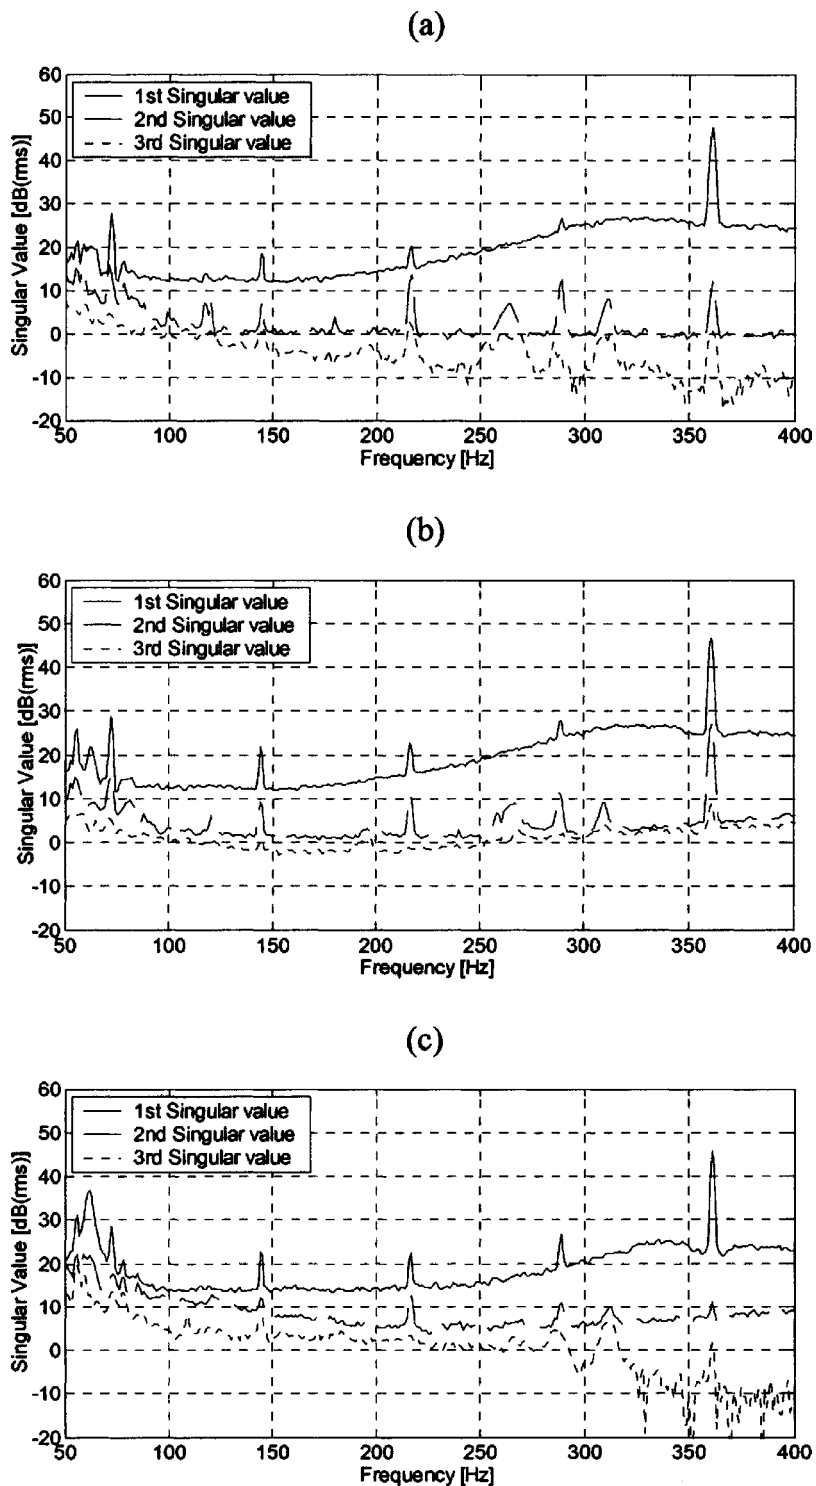 (a)
60
50
40
30
20
10
0
-10
-20
Singular Value [dB(rms)]
1st Singular value
2nd Singular value
3rd Singular value
50 100 150 200 250 300 350 400
Frequency [Hz]
(b)
60
50
40
30
20
10
0
-10
-20
Singular Value [dB(rms)]
1st Singular value
2nd Singular value
3rd Singular value
50 100 150 200 250 300 350 400
Frequency [Hz]
(c)
60
50
40
30
20
10
0
-10
-20
Singular Value [dB(rms)]
1st Singular value
2nd Singular value
3rd Singular value
50 100 150 200 250 300 350 400
Frequency [Hz]